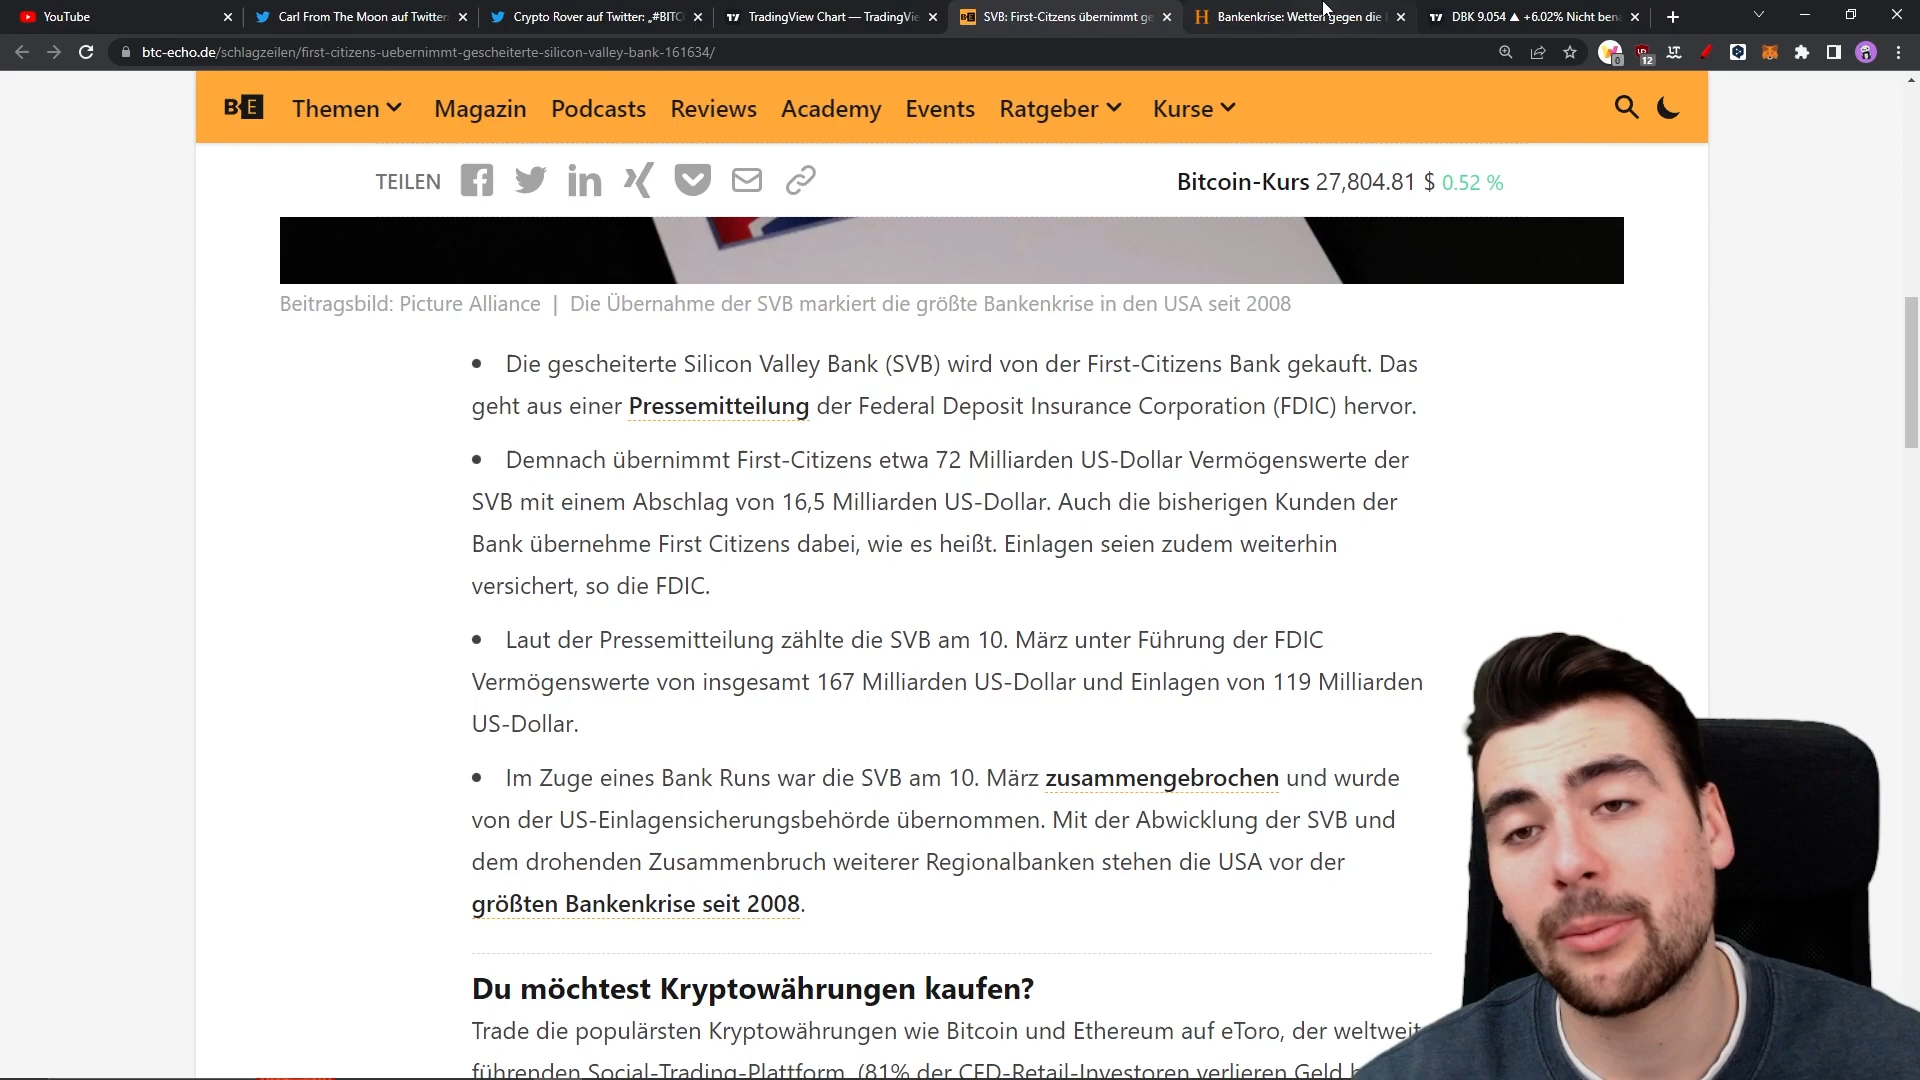 YouTube
Carl From The Moon auf Twitter:
Crypto Rover auf Twitter: „#BITC
TradingView Chart — TradingVie
SVB: First-Citzens übernimmt ge
Bankenkrise: Wetten gegen die
DBK 9.054 ▲ +6.02% Nicht bena
btc-echo.de/schlagzeilen/first-citizens-uebernimmt-gescheiterte-silicon-valley-bank-161634/
0
12
BE Themen Magazin Podcasts Reviews Academy Events Ratgeber Kurse
TEILEN
Bitcoin-Kurs 27,804.81 $ 0.52 %
Beitragsbild: Picture Alliance | Die Übernahme der SVB markiert die größte Bankenkrise in den USA seit 2008
• Die gescheiterte Silicon Valley Bank (SVB) wird von der First-Citizens Bank gekauft. Das
geht aus einer Pressemitteilung der Federal Deposit Insurance Corporation (FDIC) hervor.
• Demnach übernimmt First-Citizens etwa 72 Milliarden US-Dollar Vermögenswerte der
SVB mit einem Abschlag von 16,5 Milliarden US-Dollar. Auch die bisherigen Kunden der
Bank übernehme First Citizens dabei, wie es heißt. Einlagen seien zudem weiterhin
versichert, so die FDIC.
• Laut der Pressemitteilung zählte die SVB am 10. März unter Führung der FDIC
Vermögenswerte von insgesamt 167 Milliarden US-Dollar und Einlagen von 119 Milliarden
US-Dollar.
• Im Zuge eines Bank Runs war die SVB am 10. März zusammengebrochen und wurde
von der US-Einlagensicherungsbehörde übernommen. Mit der Abwicklung der SVB und
dem drohenden Zusammenbruch weiterer Regionalbanken stehen die USA vor der
größten Bankenkrise seit 2008.
Du möchtest Kryptowährungen kaufen?
Trade die populärsten Kryptowährungen wie Bitcoin und Ethereum auf eToro, der weltweit
führenden Social-Trading-Plattform. (81% der CFD-Retail-Investoren verlieren Geld